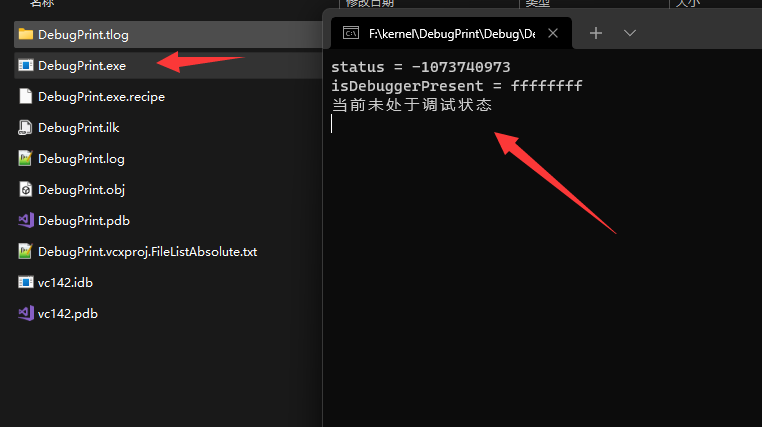 名称
修改日期
类型
大小
DebugPrint.tlog
DebugPrint.exe
DebugPrint.exe.recipe
DebugPrint.ilk
DebugPrint.log
DebugPrint.obj
DebugPrint.pdb
DebugPrint.vcxproj.FileListAbsolute.txt
vc142.idb
vc142.pdb
F:\kernel\DebugPrint\Debug\De
status = -1073740973
isDebuggerPresent = ffffffff
当前未处于调试状态